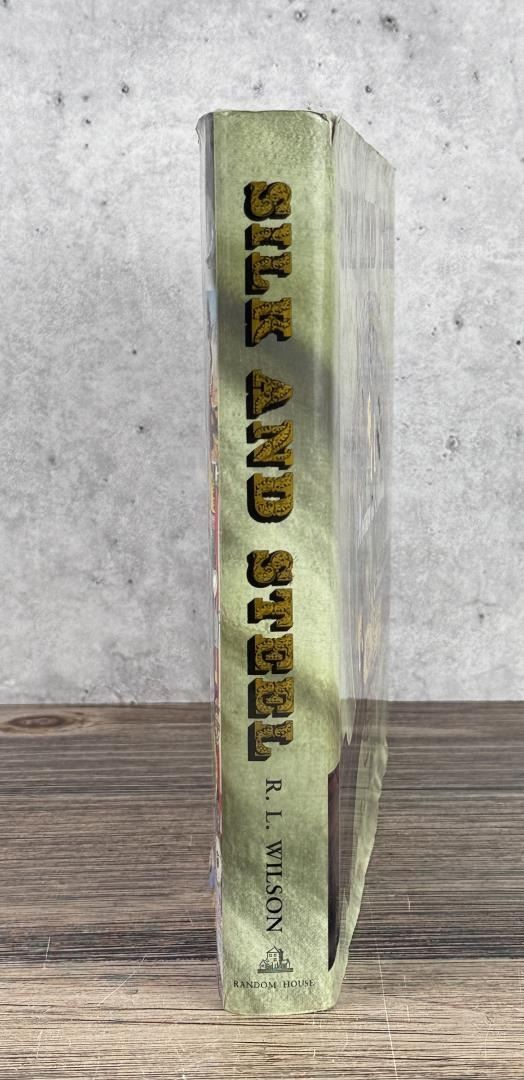 SILK AND STEEL
R. L. WILSON
RANDOM HOUSE